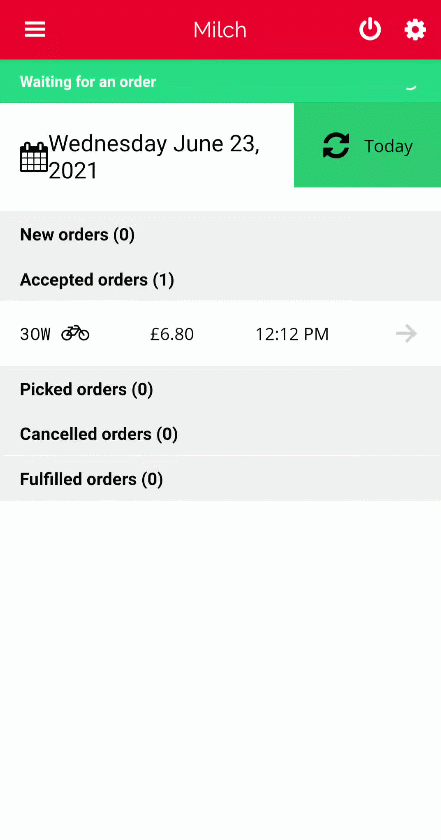 Milch
Waiting for an order
Wednesday June 23,
2021
Today
New orders (0)
Accepted orders (1)
30W £6.80 12:12 PM
Picked orders (0)
Cancelled orders (0)
Fulfilled orders (0)